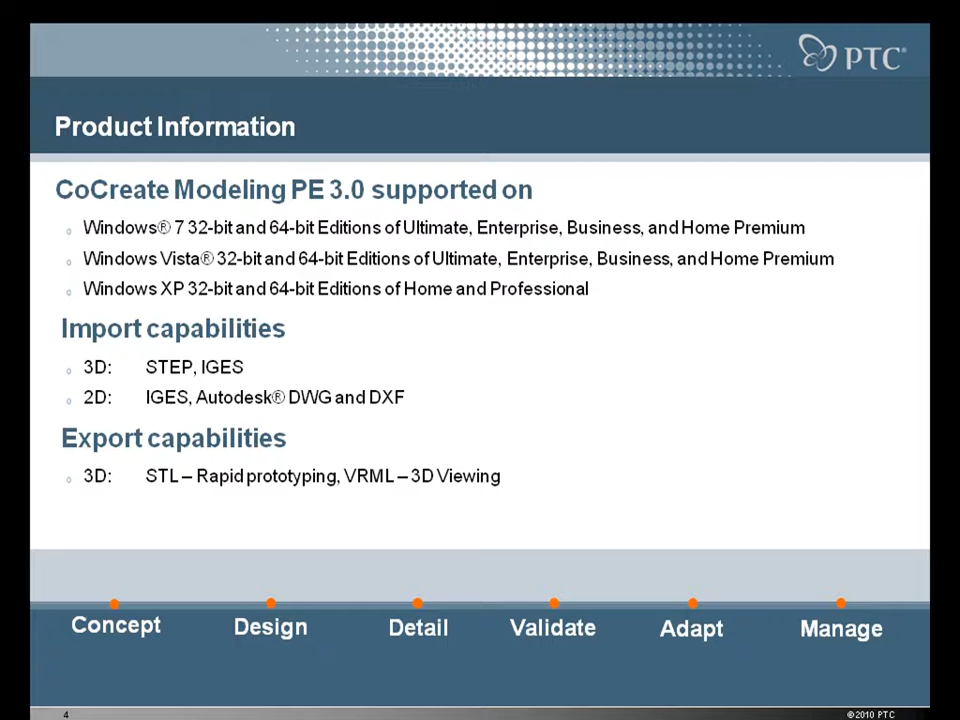 PTC®
Product Information
CoCreate Modeling PE 3.0 supported on
Windows® 7 32-bit and 64-bit Editions of Ultimate, Enterprise, Business, and Home Premium
Windows Vista® 32-bit and 64-bit Editions of Ultimate, Enterprise, Business, and Home Premium
Windows XP 32-bit and 64-bit Editions of Home and Professional
Import capabilities
3D: STEP, IGES
2D: IGES, Autodesk® DWG and DXF
Export capabilities
3D: STL – Rapid prototyping, VRML – 3D Viewing
Concept Design Detail Validate Adapt Manage
4 © 2010 PTC